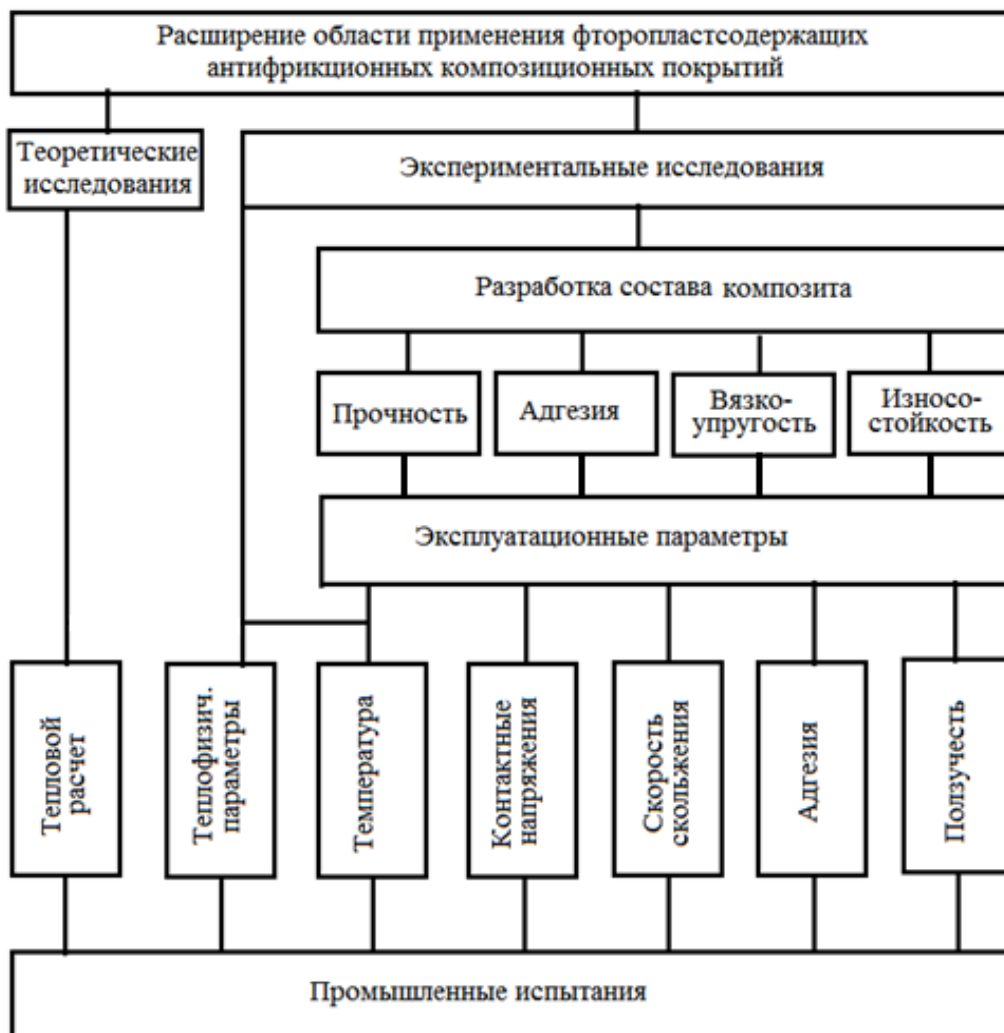 Расширение области применения фторопластсодержащих
антифрикционных композиционных покрытий
Теоретические
исследования
Экспериментальные исследования
Разработка состава композита
Прочность
Адгезия
Вязко-
упругость
Износо-
стойкость
Эксплуатационные параметры
Тепловой
расчет
Теплофизич.
параметры
Температура
Контактные
напряжения
Скорость
скольжения
Адгезия
Ползучесть
Промышленные испытания